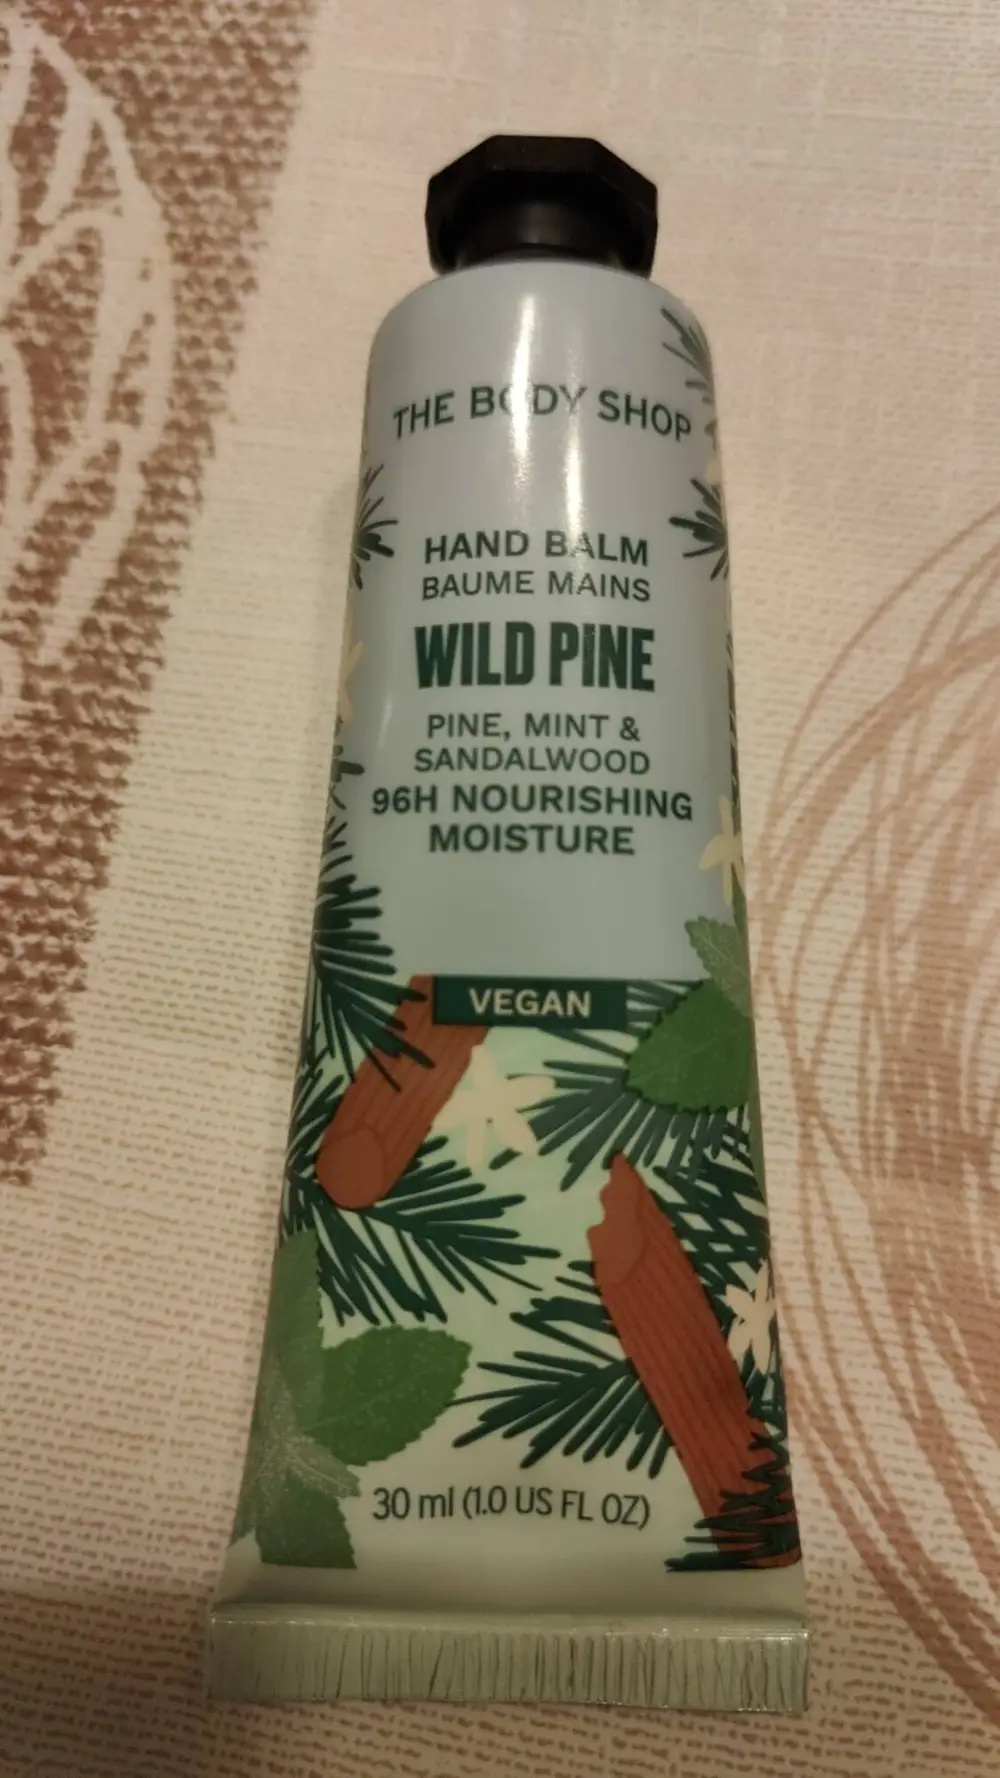 THE BODY SHOP
HAND BALM
BAUME MAINS
WILD PINE
PINE, MINT &
SANDALWOOD
96H NOURISHING
MOISTURE
VEGAN
30 ml (1.0 US FL OZ)